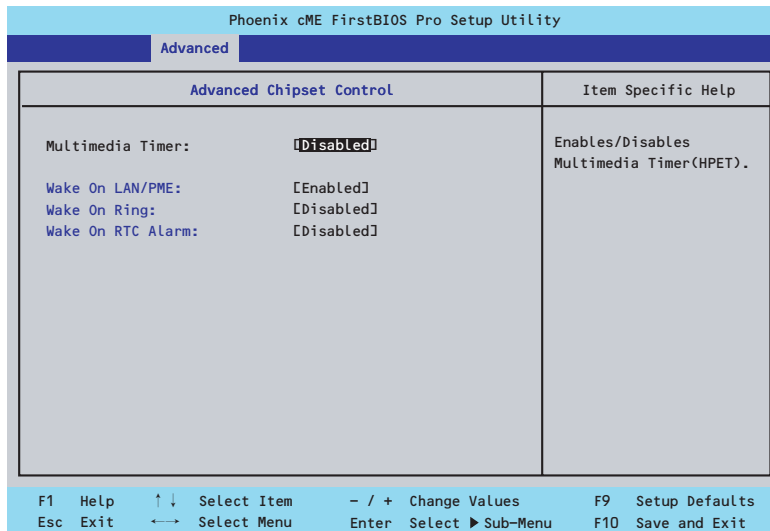 Phoenix cME FirstBIOS Pro Setup Utility
Advanced
Advanced Chipset Control
Item Specific Help
Multimedia Timer: [Disabled]
Enables/Disables
Multimedia Timer(HPET).
Wake On LAN/PME: [Enabled]
Wake On Ring: [Disabled]
Wake On RTC Alarm: [Disabled]
F1 Help ↑↓ Select Item - / + Change Values F9 Setup Defaults
Esc Exit ←→ Select Menu Enter Select ▶ Sub-Menu F10 Save and Exit